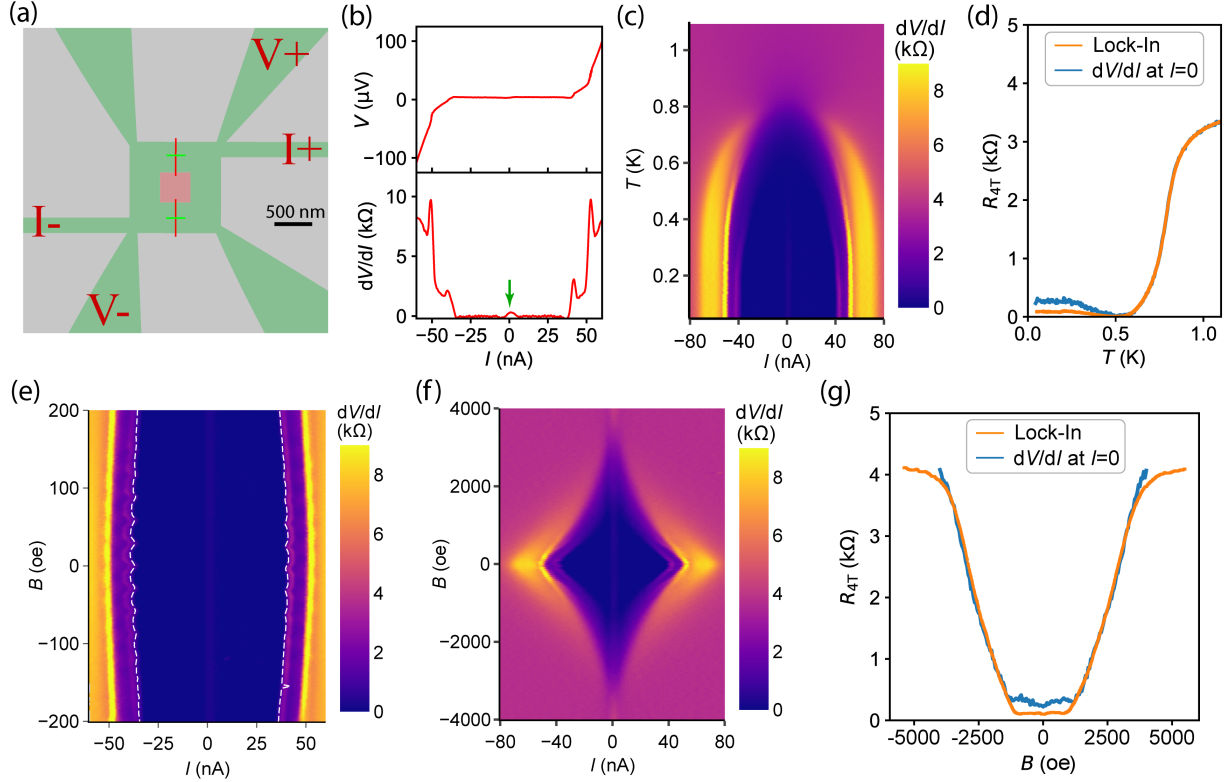 (a)
V+
I+
I-
V-
500 nm
(b)
100
0
−100
V (µV)
10
5
0
dV/dI (kΩ)
−50
−25
0
25
50
I (nA)
(c)
1
0.8
0.6
0.4
0.2
T (K)
−80
−40
0
40
80
I (nA)
dV/dI
(kΩ)
8
6
4
2
0
(d)
5
4
3
2
1
0
R4T (kΩ)
Lock-In
dV/dI at I=0
0.0
0.5
1.0
T (K)
(e)
200
100
0
−100
−200
B (oe)
−50
−25
0
25
50
I (nA)
dV/dI
(kΩ)
8
6
4
2
0
(f)
4000
2000
0
−2000
−4000
B (oe)
−80
−40
0
40
80
I (nA)
dV/dI
(kΩ)
8
6
4
2
0
(g)
5
4
3
2
1
0
R4T (kΩ)
Lock-In
dV/dI at I=0
-5000
-2500
0
2500
5000
B (oe)